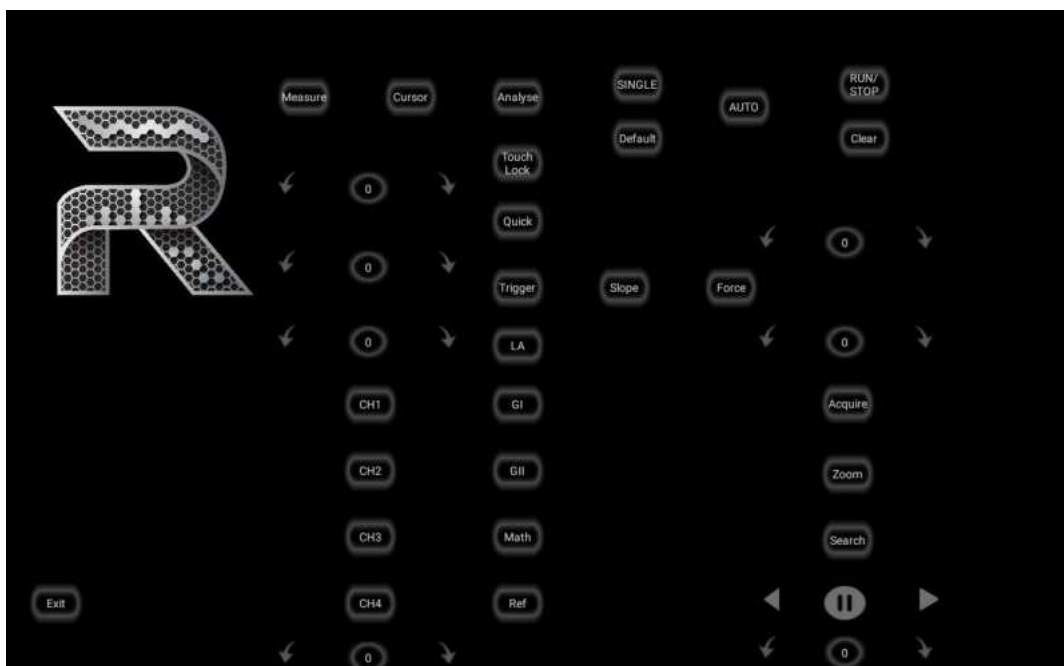 SINGLE
RUN/
STOP
Measure
Cursor
Analyse
AUTO
Default
Clear
Touch
Lock
0
Quick
0
0
Trigger
Slope
Force
0
LA
0
CH1
GI
Acquire
CH2
GII
Zoom
CH3
Math
Search
Exit
CH4
Ref
0
0